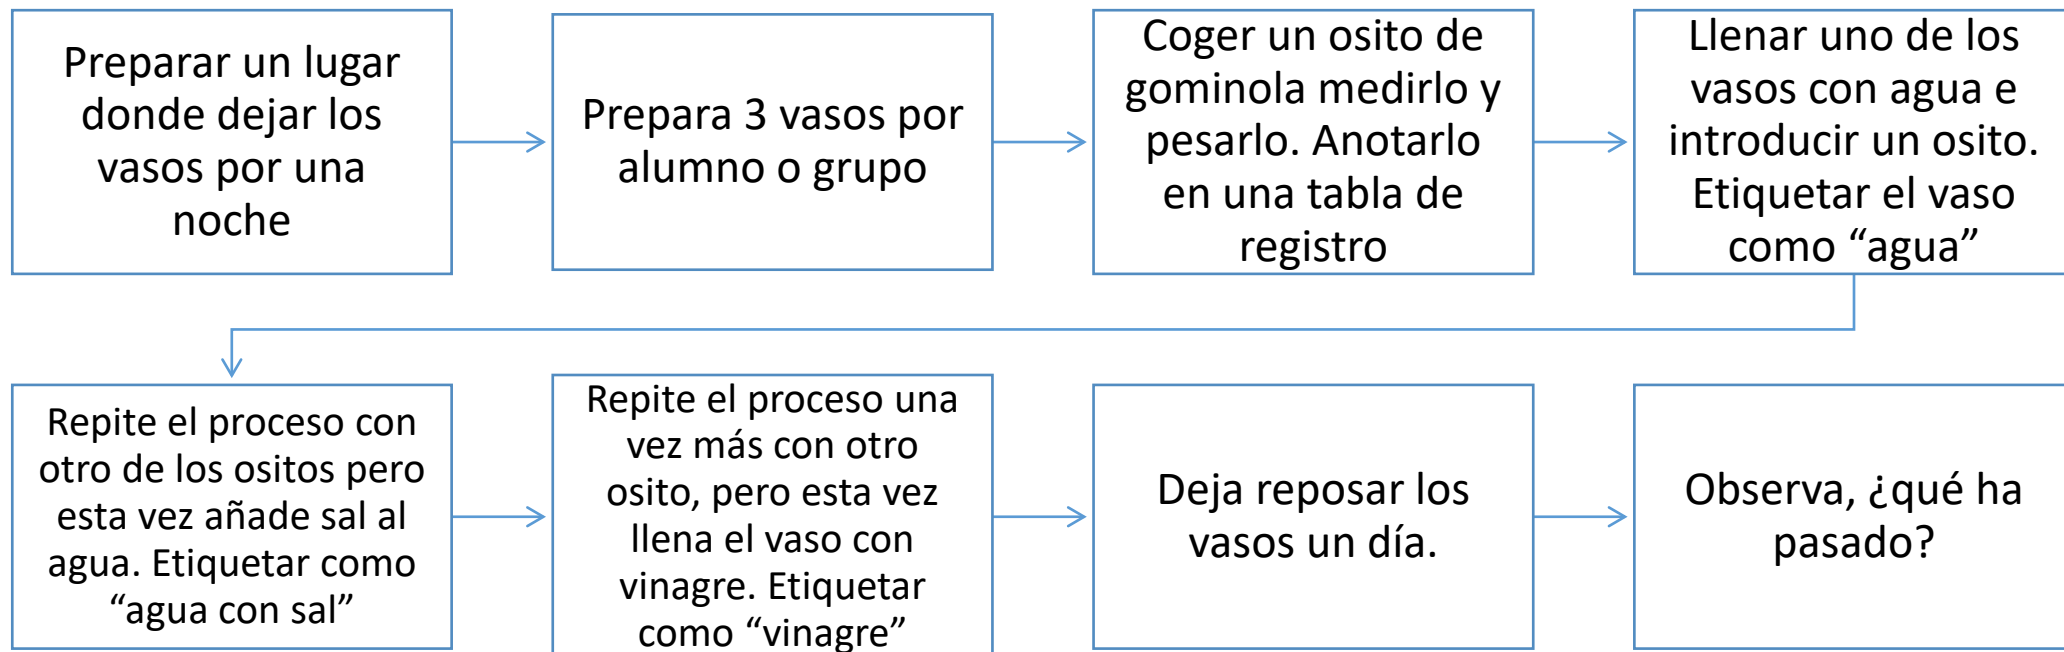 Preparar un lugar
donde dejar los
vasos por una
noche
Prepara 3 vasos por
alumno o grupo
Coger un osito de
gominola medirlo y
pesarlo. Anotarlo
en una tabla de
registro
Llenar uno de los
vasos con agua e
introducir un osito.
Etiquetar el vaso
como “agua”
Repite el proceso con
otro de los ositos pero
esta vez añade sal al
agua. Etiquetar como
“agua con sal”
Repite el proceso una
vez más con otro
osito, pero esta vez
llena el vaso con
vinagre. Etiquetar
como “vinagre”
Deja reposar los
vasos un día.
Observa, ¿qué ha
pasado?